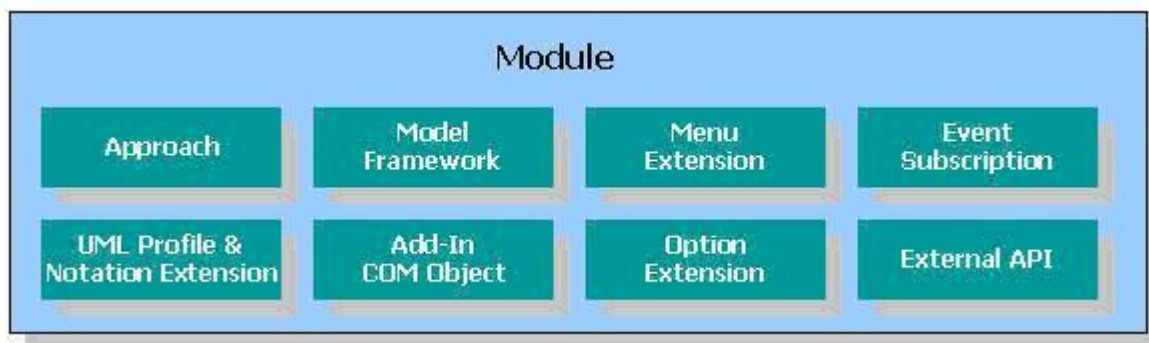 Module
Approach
Model
Framework
Menu
Extension
Event
Subscription
UML Profile &
Notation Extension
Add-In
COM Object
Option
Extension
External API